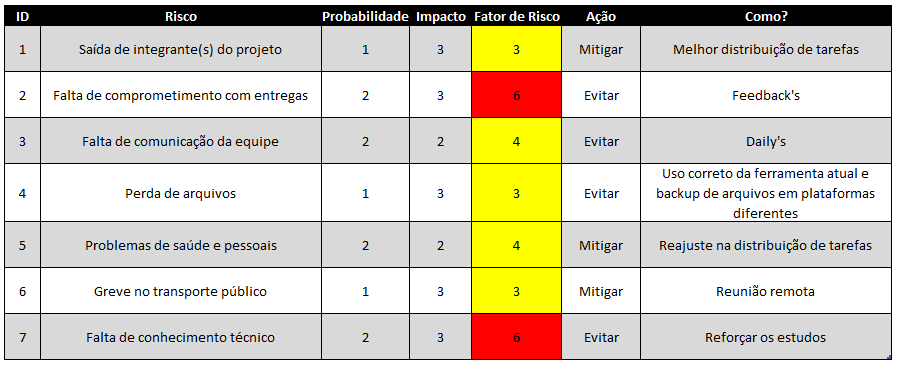 ID Risco Probabilidade Impacto Fator de Risco Ação Como?
1 Saída de integrante(s) do projeto 1 3 3 Mitigar Melhor distribuição de tarefas
2 Falta de comprometimento com entregas 2 3 6 Evitar Feedback's
3 Falta de comunicação da equipe 2 2 4 Evitar Daily's
4 Perda de arquivos 1 3 3 Evitar Uso correto da ferramenta atual e
backup de arquivos em plataformas
diferentes
5 Problemas de saúde e pessoais 2 2 4 Mitigar Reajuste na distribuição de tarefas
6 Greve no transporte público 1 3 3 Mitigar Reunião remota
7 Falta de conhecimento técnico 2 3 6 Evitar Reforçar os estudos